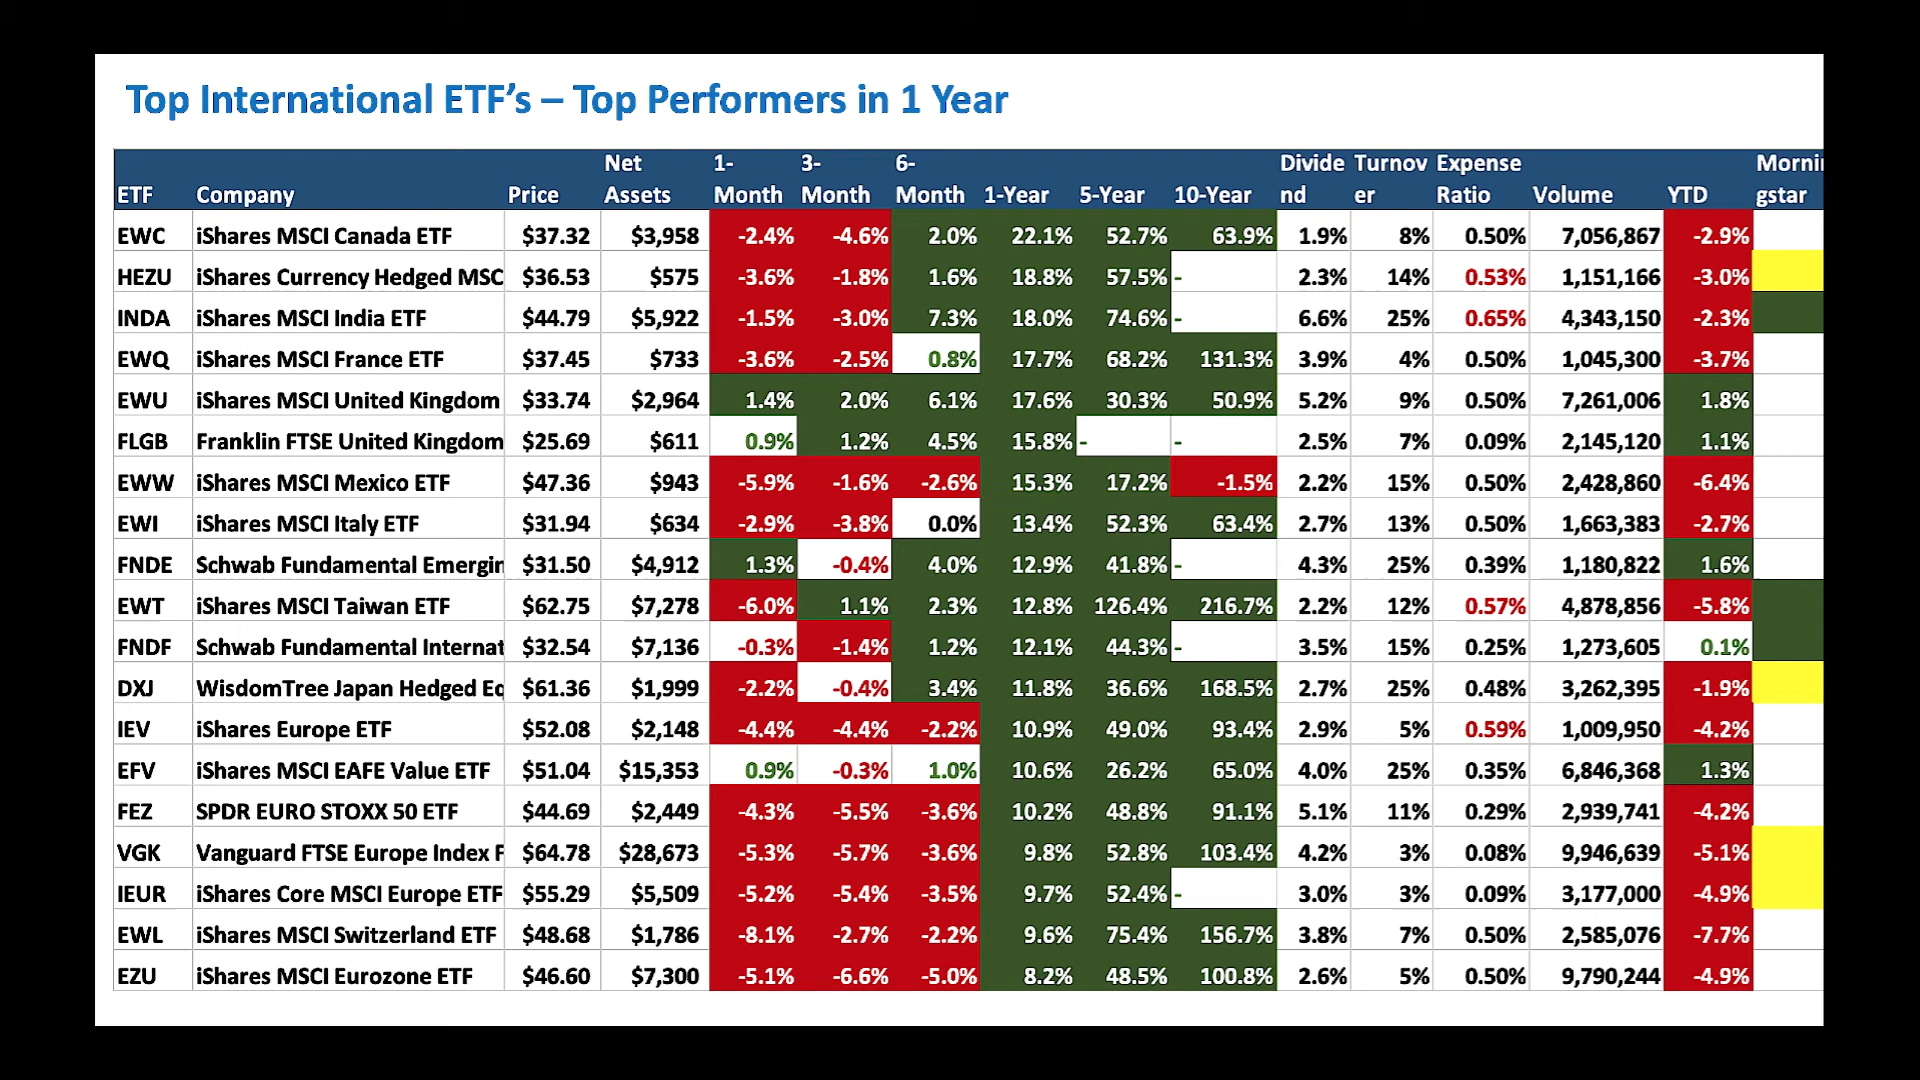 Top International ETF’s – Top Performers in 1 Year
ETF Company Price Net Assets 1-Month 3-Month 6-Month 1-Year 5-Year 10-Year Dividend Turnover Expense Ratio Volume YTD Morningstar
EWC iShares MSCI Canada ETF $37.32 $3,958 -2.4% -4.6% 2.0% 22.1% 52.7% 63.9% 1.9% 8% 0.50% 7,056,867 -2.9%
HEZU iShares Currency Hedged MSC $36.53 $575 -3.6% -1.8% 1.6% 18.8% 57.5% - 2.3% 14% 0.53% 1,151,166 -3.0%
INDA iShares MSCI India ETF $44.79 $5,922 -1.5% -3.0% 7.3% 18.0% 74.6% - 6.6% 25% 0.65% 4,343,150 -2.3%
EWQ iShares MSCI France ETF $37.45 $733 -3.6% -2.5% 0.8% 17.7% 68.2% 131.3% 3.9% 4% 0.50% 1,045,300 -3.7%
EWU iShares MSCI United Kingdom $33.74 $2,964 1.4% 2.0% 6.1% 17.6% 30.3% 50.9% 5.2% 9% 0.50% 7,261,006 1.8%
FLGB Franklin FTSE United Kingdom $25.69 $611 0.9% 1.2% 4.5% 15.8% - - 2.5% 7% 0.09% 2,145,120 1.1%
EWW iShares MSCI Mexico ETF $47.36 $943 -5.9% -1.6% -2.6% 15.3% 17.2% -1.5% 2.2% 15% 0.50% 2,428,860 -6.4%
EWI iShares MSCI Italy ETF $31.94 $634 -2.9% -3.8% 0.0% 13.4% 52.3% 63.4% 2.7% 13% 0.50% 1,663,383 -2.7%
FNDE Schwab Fundamental Emergin $31.50 $4,912 1.3% -0.4% 4.0% 12.9% 41.8% - 4.3% 25% 0.39% 1,180,822 1.6%
EWT iShares MSCI Taiwan ETF $62.75 $7,278 -6.0% 1.1% 2.3% 12.8% 126.4% 216.7% 2.2% 12% 0.57% 4,878,856 -5.8%
FNDF Schwab Fundamental Internat $32.54 $7,136 -0.3% -1.4% 1.2% 12.1% 44.3% - 3.5% 15% 0.25% 1,273,605 0.1%
DXJ WisdomTree Japan Hedged Ec $61.36 $1,999 -2.2% -0.4% 3.4% 11.8% 36.6% 168.5% 2.7% 25% 0.48% 3,262,395 -1.9%
IEV iShares Europe ETF $52.08 $2,148 -4.4% -4.4% -2.2% 10.9% 49.0% 93.4% 2.9% 5% 0.59% 1,009,950 -4.2%
EFV iShares MSCI EAFE Value ETF $51.04 $15,353 0.9% -0.3% 1.0% 10.6% 26.2% 65.0% 4.0% 25% 0.35% 6,846,368 1.3%
FEZ SPDR EURO STOXX 50 ETF $44.69 $2,449 -4.3% -5.5% -3.6% 10.2% 48.8% 91.1% 5.1% 11% 0.29% 2,939,741 -4.2%
VGK Vanguard FTSE Europe Index F $64.78 $28,673 -5.3% -5.7% -3.6% 9.8% 52.8% 103.4% 4.2% 3% 0.08% 9,946,639 -5.1%
IEUR iShares Core MSCI Europe ETF $55.29 $5,509 -5.2% -5.4% -3.5% 9.7% 52.4% - 3.0% 3% 0.09% 3,177,000 -4.9%
EWL iShares MSCI Switzerland ETF $48.68 $1,786 -8.1% -2.7% -2.2% 9.6% 75.4% 156.7% 3.8% 7% 0.50% 2,585,076 -7.7%
EZU iShares MSCI Eurozone ETF $46.60 $7,300 -5.1% -6.6% -5.0% 8.2% 48.5% 100.8% 2.6% 5% 0.50% 9,790,244 -4.9%